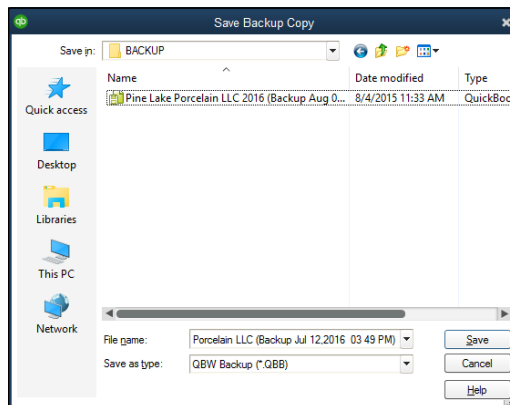 qb Save Backup Copy
Save in: BACKUP
Name Date modified Type
Pine Lake Porcelain LLC 2016 (Backup Aug 0... 8/4/2015 11:33 AM QuickBoo
Quick access
Desktop
Libraries
This PC
Network
File name: Porcelain LLC (Backup Jul 12,2016 03 49 PM) Save
Save as type: QBW Backup (*.QBB) Cancel
Help